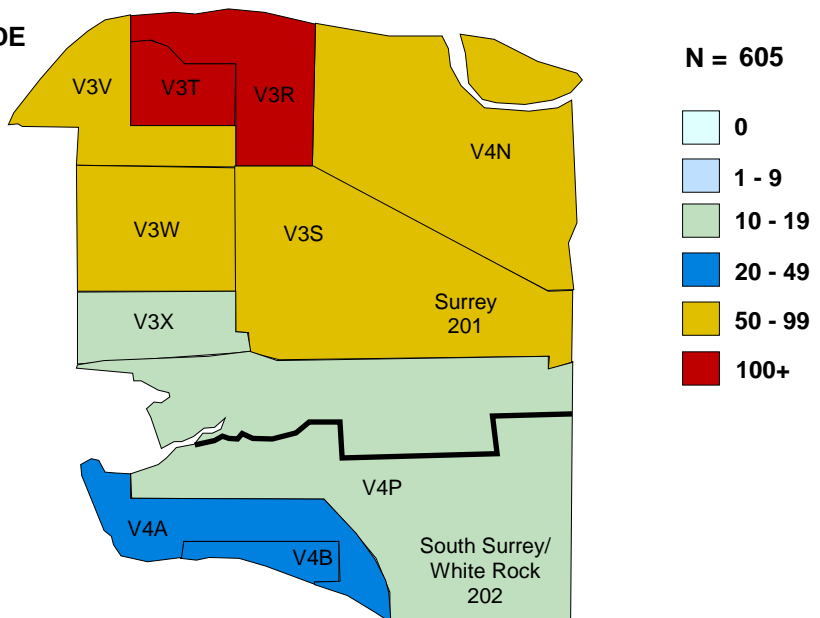 DE
N = 605
0
1 - 9
10 - 19
20 - 49
50 - 99
100+
V3V
V3T
V3R
V4N
V3W
V3S
V3X
Surrey
201
V4P
V4A
V4B
South Surrey/
White Rock
202